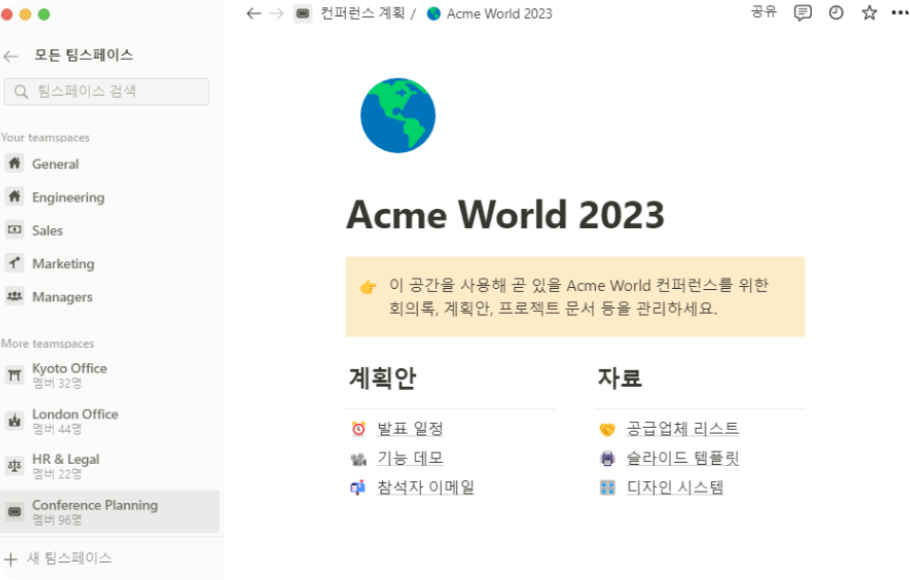 모든 팀스페이스
팀스페이스 검색
Your teamspaces
General
Engineering
Sales
Marketing
Managers
More teamspaces
Kyoto Office
멤버 32명
London Office
멤버 44명
HR & Legal
멤버 22명
Conference Planning
멤버 96명
새 팀스페이스
컨퍼런스 계획 / Acme World 2023
공유
Acme World 2023
이 공간을 사용해 곧 있을 Acme World 컨퍼런스를 위한
회의록, 계획안, 프로젝트 문서 등을 관리하세요.
계획안
발표 일정
기능 데모
참석자 이메일
자료
공급업체 리스트
슬라이드 템플릿
디자인 시스템